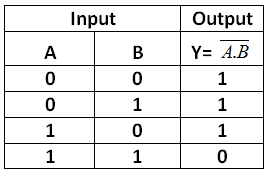 Input Output
A B Y= A̅.̅B̅
0 0 1
0 1 1
1 0 1
1 1 0